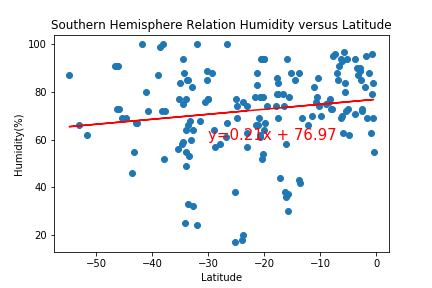 Southern Hemisphere Relation Humidity versus Latitude
100
80
60
40
20
Humidity(%)
y=0.21x + 76.97
−50 −40 −30 −20 −10 0
Latitude